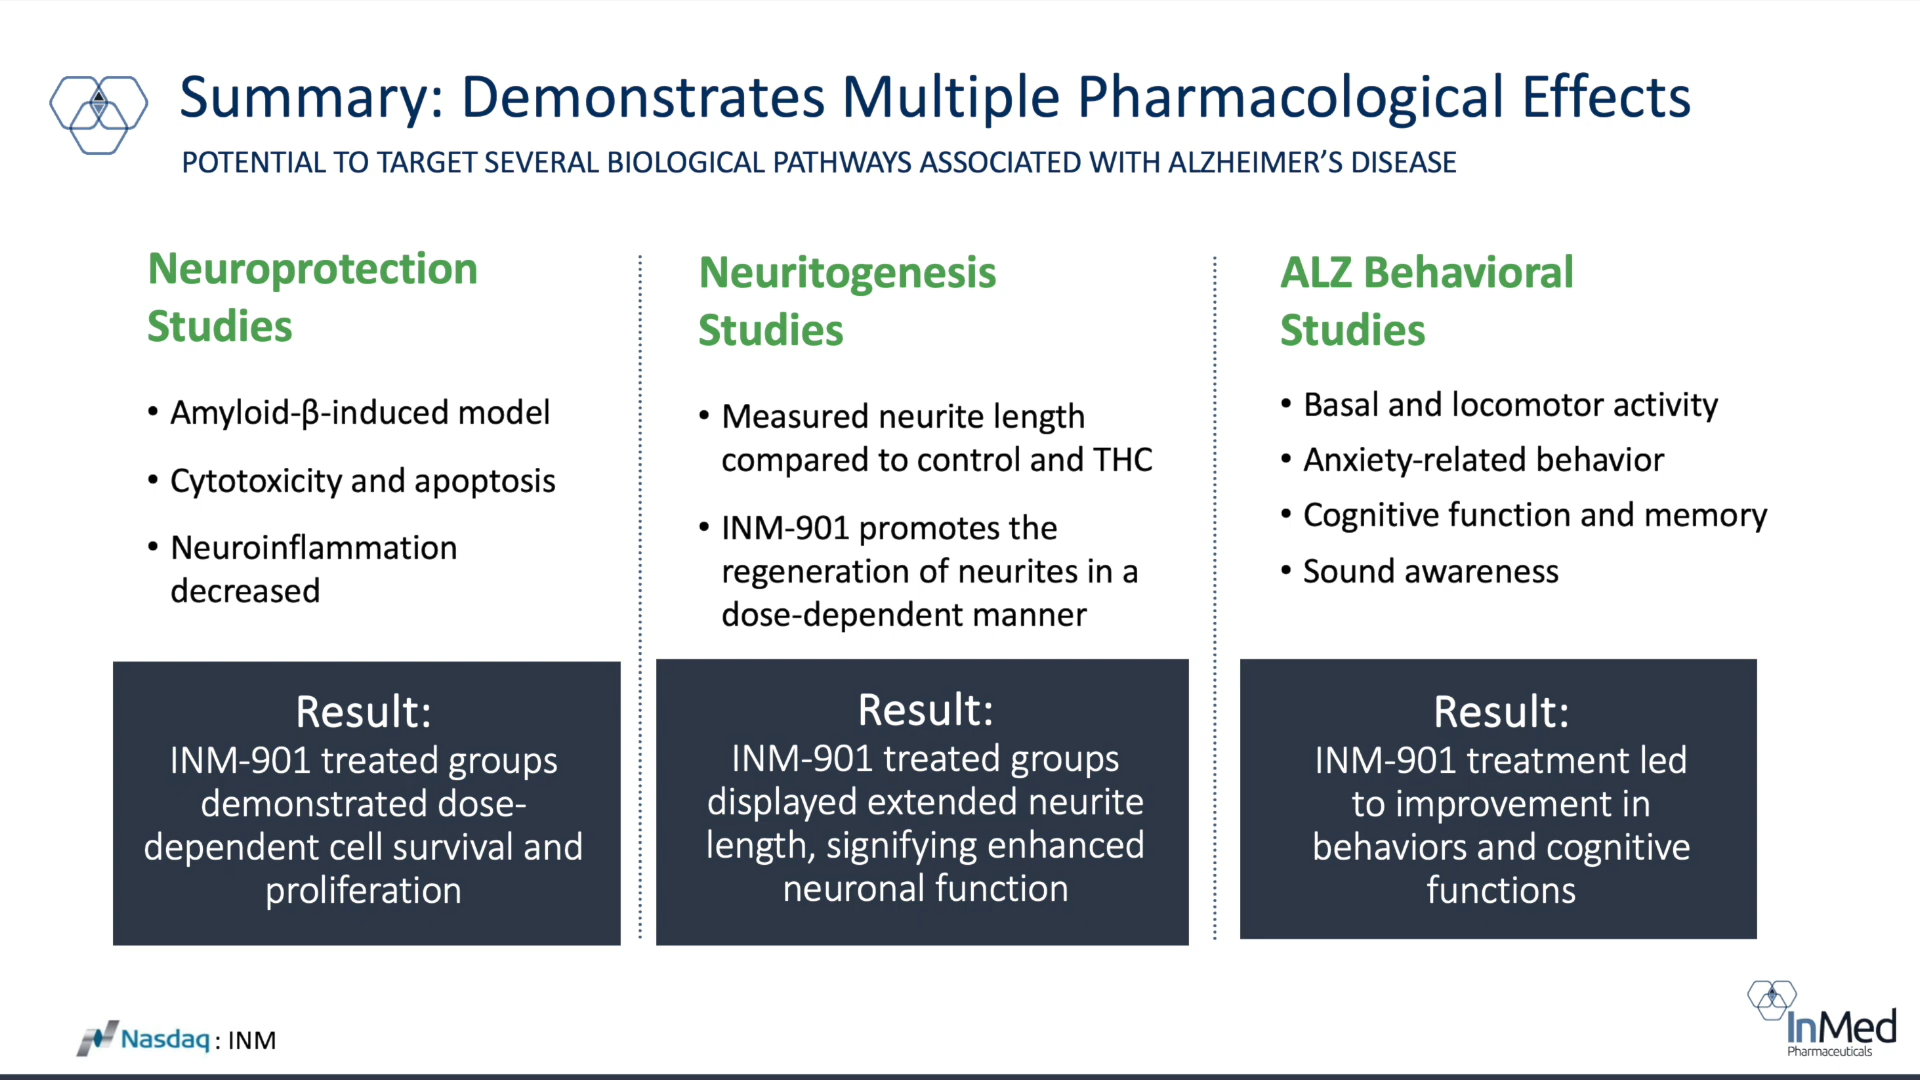 Summary: Demonstrates Multiple Pharmacological Effects
POTENTIAL TO TARGET SEVERAL BIOLOGICAL PATHWAYS ASSOCIATED WITH ALZHEIMER’S DISEASE
Neuroprotection
Studies
• Amyloid-β-induced model
• Cytotoxicity and apoptosis
• Neuroinflammation
decreased
Result:
INM-901 treated groups
demonstrated dose-
dependent cell survival and
proliferation
Neuritogenesis
Studies
• Measured neurite length
compared to control and THC
• INM-901 promotes the
regeneration of neurites in a
dose-dependent manner
Result:
INM-901 treated groups
displayed extended neurite
length, signifying enhanced
neuronal function
ALZ Behavioral
Studies
• Basal and locomotor activity
• Anxiety-related behavior
• Cognitive function and memory
• Sound awareness
Result:
INM-901 treatment led
to improvement in
behaviors and cognitive
functions
Nasdaq : INM
InMed
Pharmaceuticals